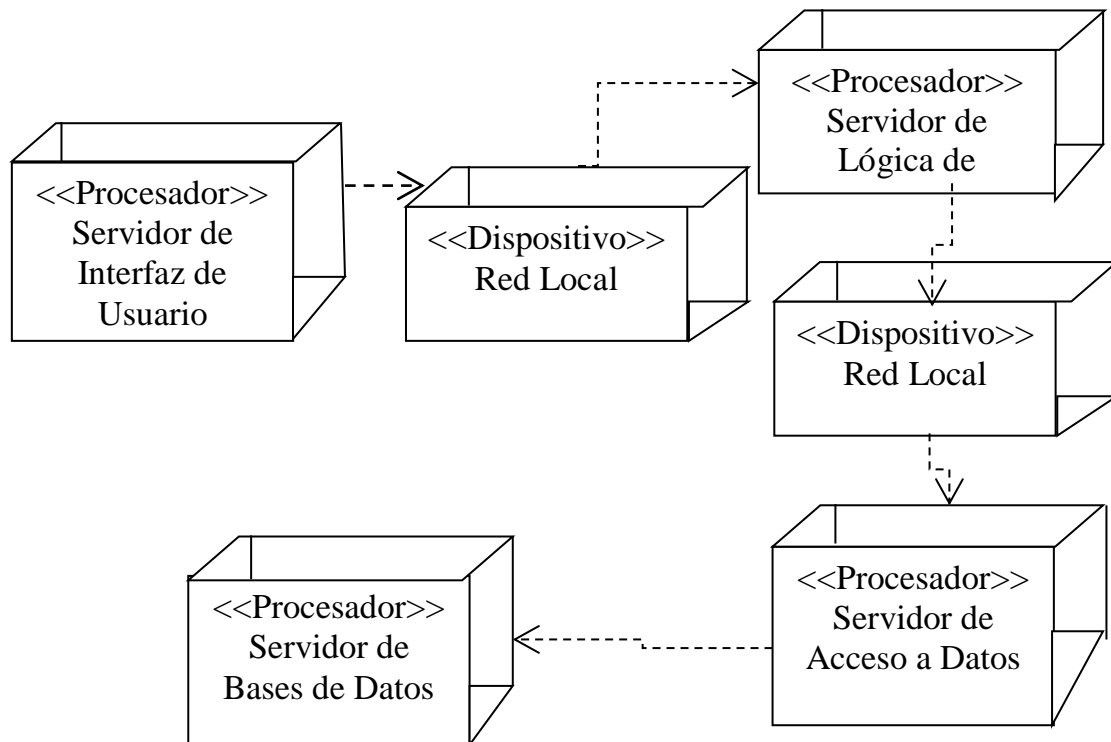 <<Procesador>>
Servidor de
Interfaz de
Usuario
<<Dispositivo>>
Red Local
<<Procesador>>
Servidor de
Lógica de
<<Dispositivo>>
Red Local
<<Procesador>>
Servidor de
Acceso a Datos
<<Procesador>>
Servidor de
Bases de Datos